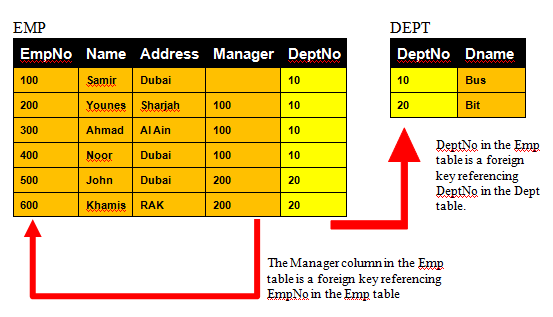 EMP
EmpNo Name Address Manager DeptNo
100 Samir Dubai 10
200 Younes Sharjah 100 10
300 Ahmad Al Ain 100 10
400 Noor Dubai 100 10
500 John Dubai 200 20
600 Khamis RAK 200 20
DEPT
DeptNo Dname
10 Bus
20 Bit
DeptNo in the Emp
table is a foreign
key referencing
DeptNo in the Dept
table.
The Manager column in the Emp
table is a foreign key referencing
EmpNo in the Emp table